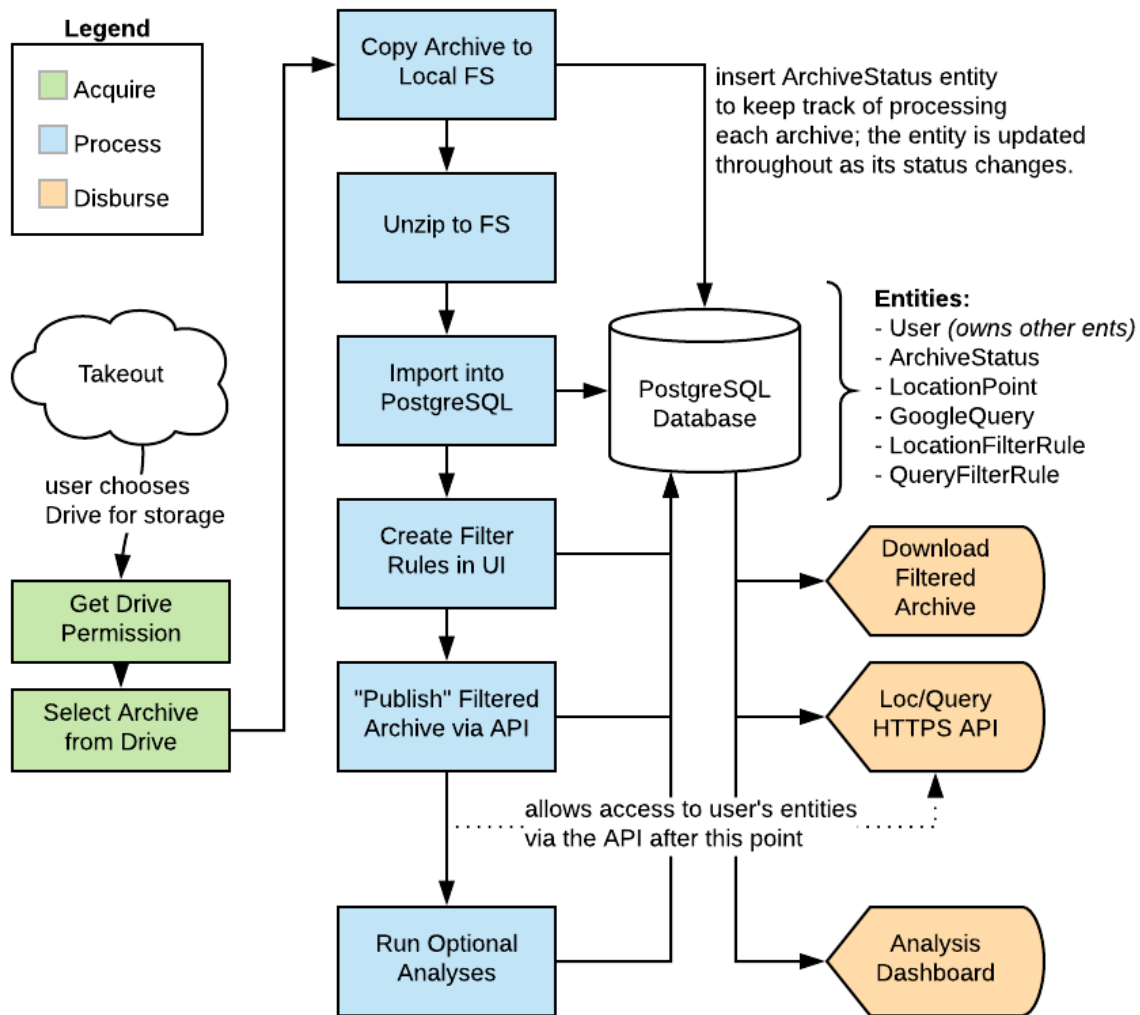 Legend
Acquire
Process
Disburse
Takeout
user chooses
Drive for storage
Get Drive
Permission
Select Archive
from Drive
Copy Archive to
Local FS
Unzip to FS
Import into
PostgreSQL
Create Filter
Rules in UI
"Publish" Filtered
Archive via API
Run Optional
Analyses
insert ArchiveStatus entity
to keep track of processing
each archive; the entity is updated
throughout as its status changes.
PostgreSQL
Database
Entities:
- User (owns other ents)
- ArchiveStatus
- LocationPoint
- GoogleQuery
- LocationFilterRule
- QueryFilterRule
Download
Filtered
Archive
Loc/Query
HTTPS API
allows access to user's entities
via the API after this point
Analysis
Dashboard